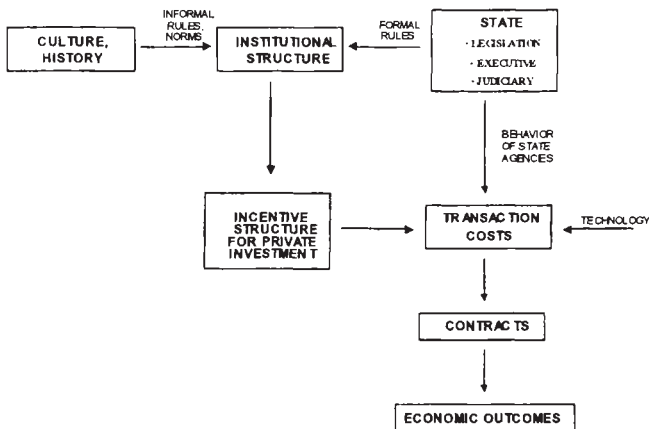 INFORMAL
RULES,
NORMS
CULTURE,
HISTORY
INSTITUTIONAL
STRUCTURE
FORMAL
RULES
STATE
· LEGISLATION
· EXECUTIVE
· JUDICIARY
BEHAVIOR
OF STATE
AGENCIES
INCENTIVE
STRUCTURE
FOR PRIVATE
INVESTMENT
TRANSACTION
COSTS
TECHNOLOGY
CONTRACTS
ECONOMIC OUTCOMES